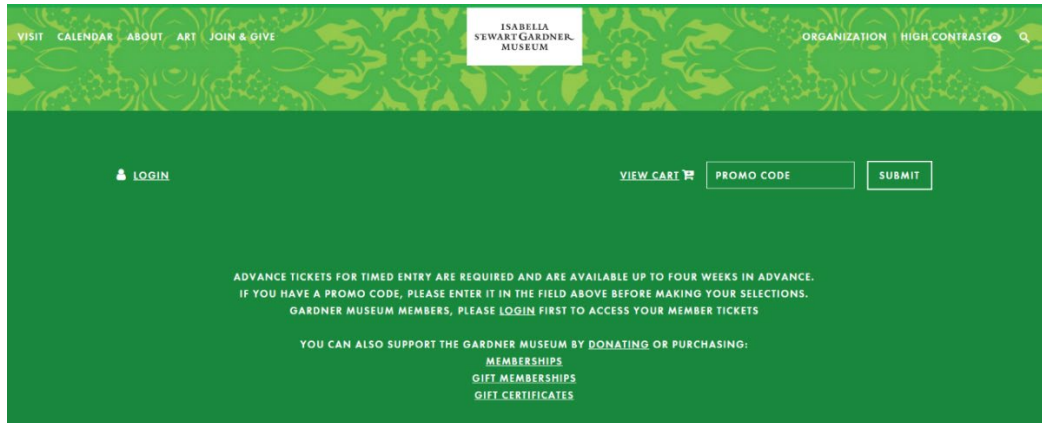 VISIT CALENDAR ABOUT ART JOIN & GIVE
ISABELLA
STEWART GARDNER
MUSEUM
ORGANIZATION HIGH CONTRAST
LOGIN
VIEW CART
PROMO CODE
SUBMIT
ADVANCE TICKETS FOR TIMED ENTRY ARE REQUIRED AND ARE AVAILABLE UP TO FOUR WEEKS IN ADVANCE.
IF YOU HAVE A PROMO CODE, PLEASE ENTER IT IN THE FIELD ABOVE BEFORE MAKING YOUR SELECTIONS.
GARDNER MUSEUM MEMBERS, PLEASE LOGIN FIRST TO ACCESS YOUR MEMBER TICKETS
YOU CAN ALSO SUPPORT THE GARDNER MUSEUM BY DONATING OR PURCHASING:
MEMBERSHIPS
GIFT MEMBERSHIPS
GIFT CERTIFICATES